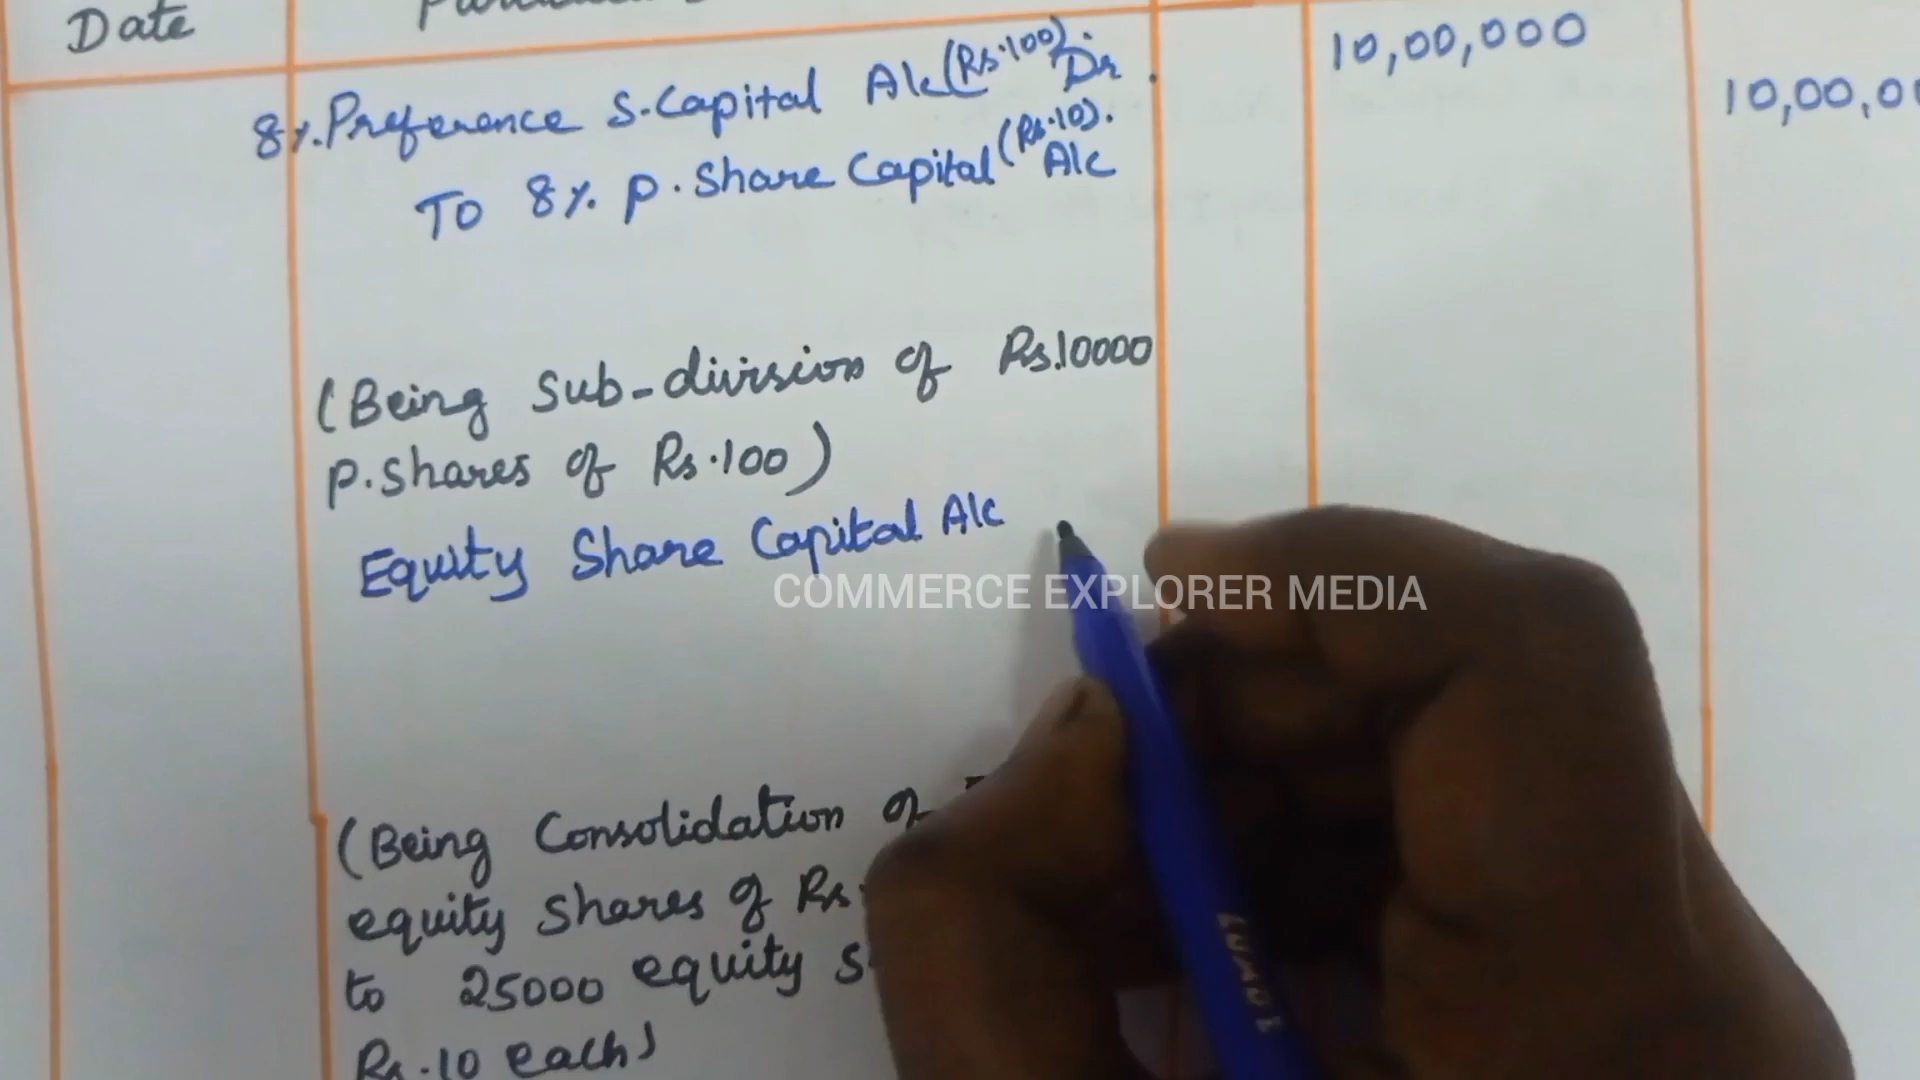 Date
8%.Preference S.Capital A/c (Rs.100). Dr. 10,00,000
To 8%. P.Share Capital (Rs.10). A/c 10,00,0
(Being Sub-division of Rs.10000
P.Shares of Rs.100)
Equity Share Capital A/c
COMMERCE EXPLORER MEDIA
(Being Consolidation of
equity Shares of Rs.
to 25000 equity s
Rs.10 each)
LUMOI